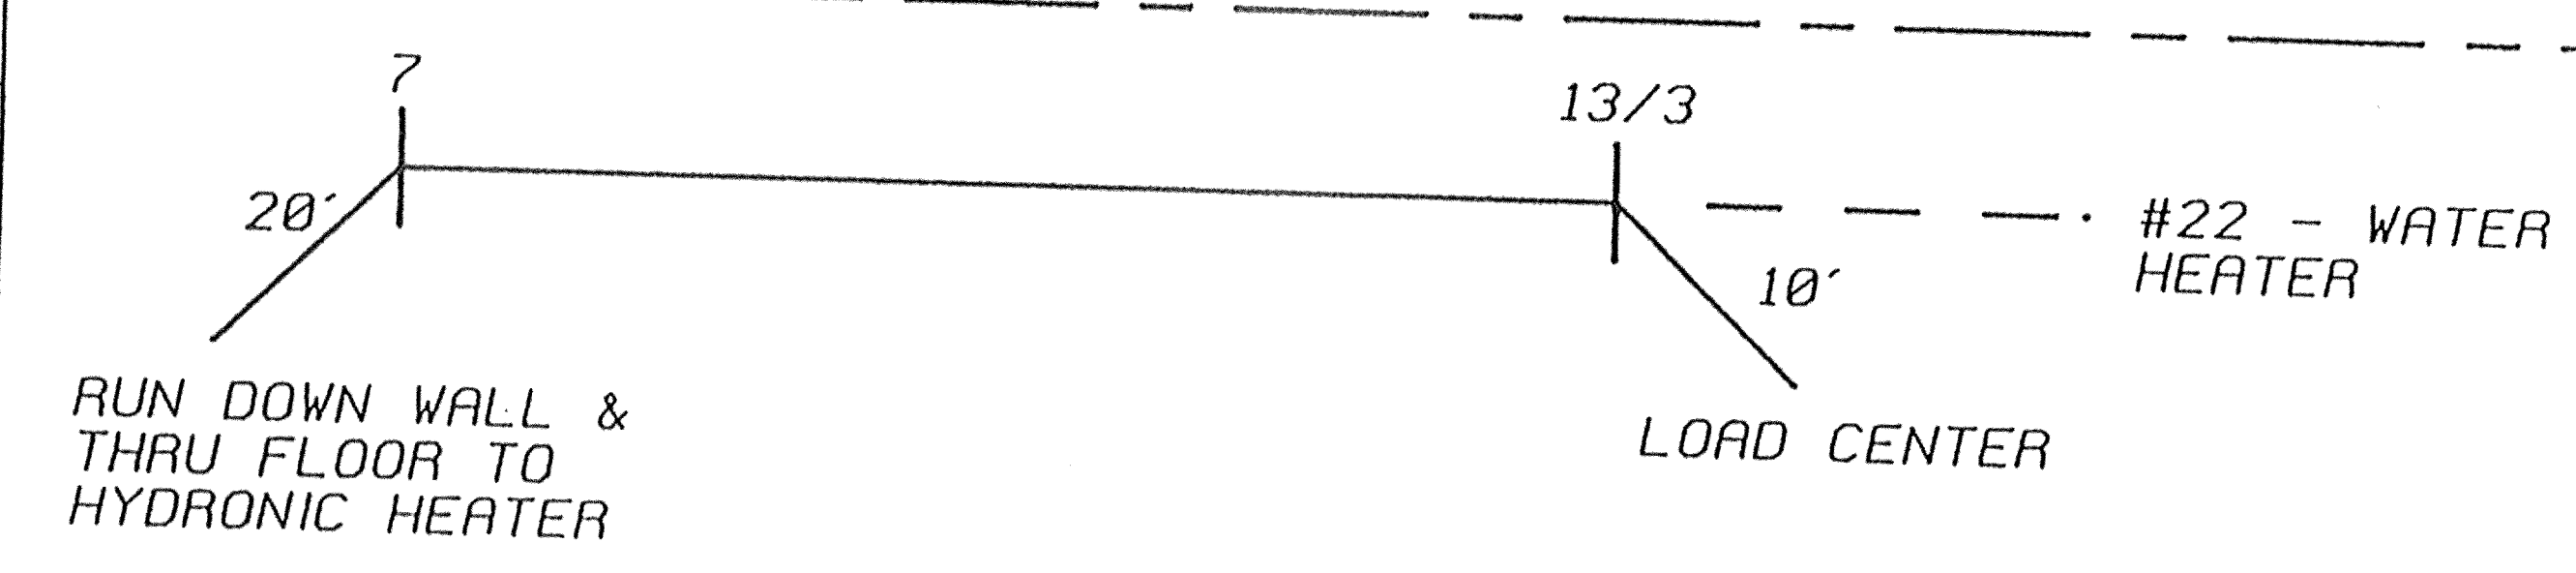 7
13/3
20'
#22 - WATER
HEATER
10'
RUN DOWN WALL &
THRU FLOOR TO
HYDRONIC HEATER
LOAD CENTER